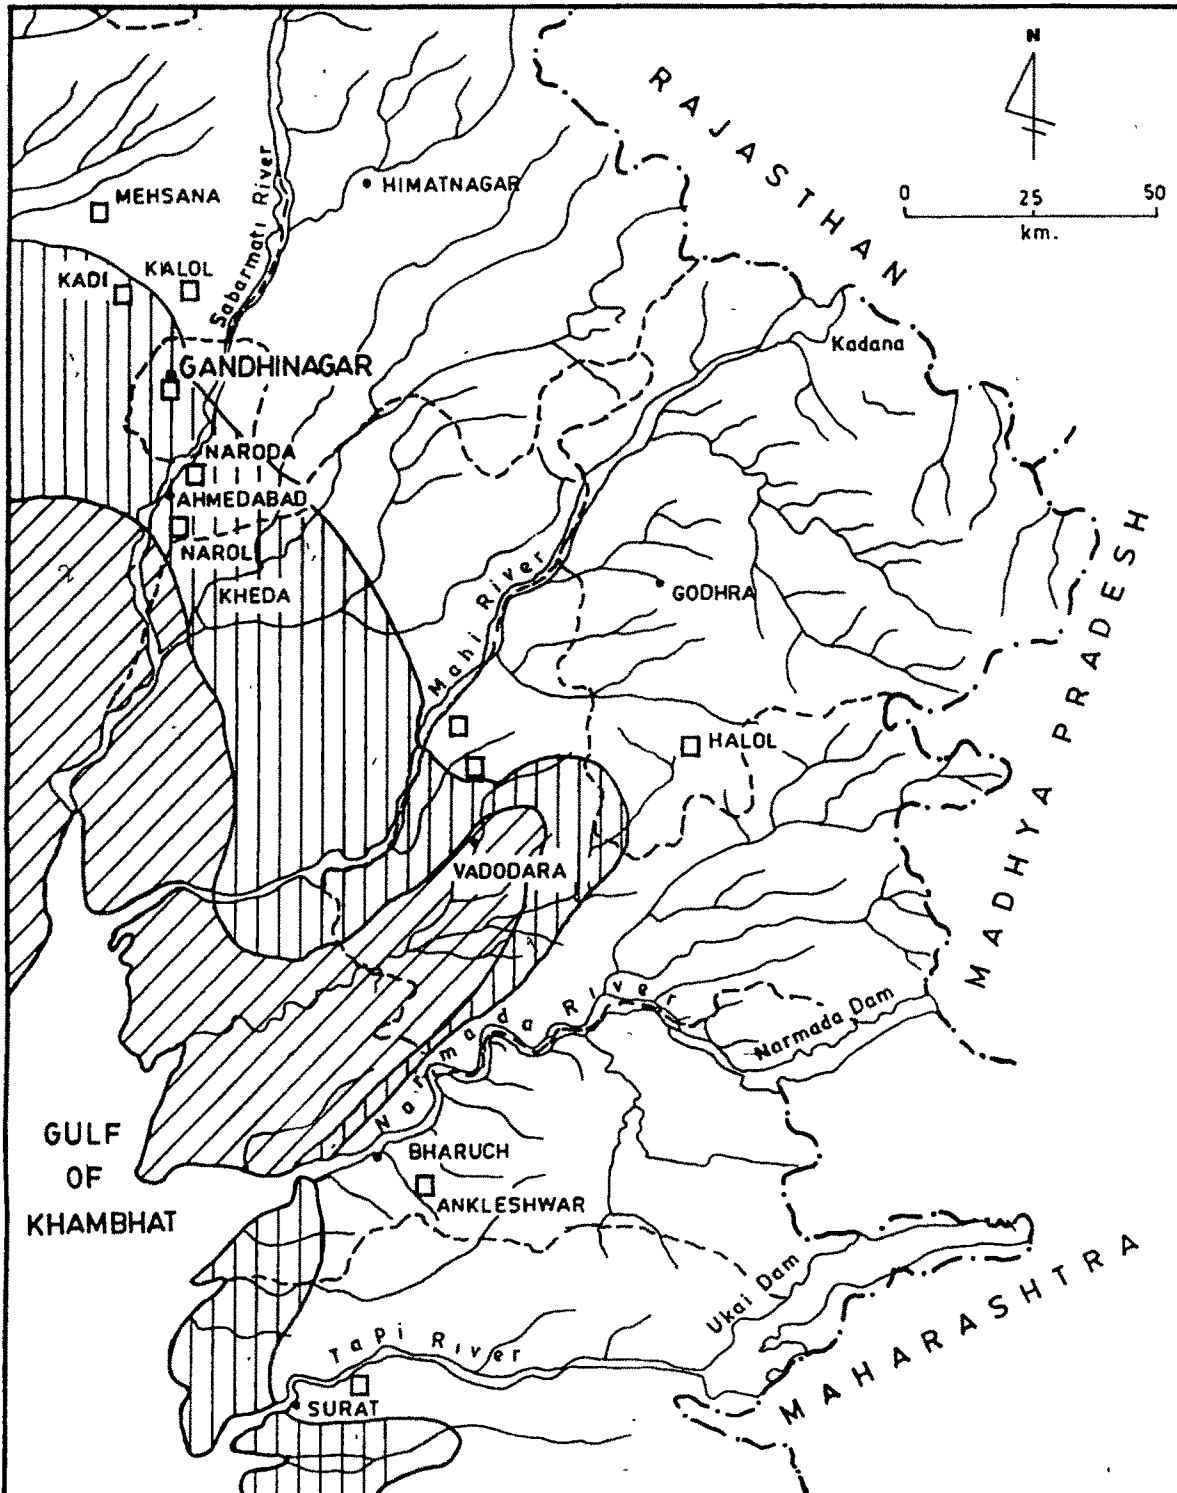 N
RAJASTHAN
0 25 50
km.
HIMATNAGAR
MEHSANA
Sabarmati River
KADI
KALOL
Kadana
GANDHINAGAR
NARODA
AHMEDABAD
NAROL
KHEDA
GODHRA
Mahi River
MADHYA PRADESH
HALOL
VADODARA
Narmada River
Narmada Dam
GULF
OF
KHAMBHAT
BHARUCH
ANKLESHWAR
Ukai Dam
MAHARASHTRA
Tapi River
SURAT